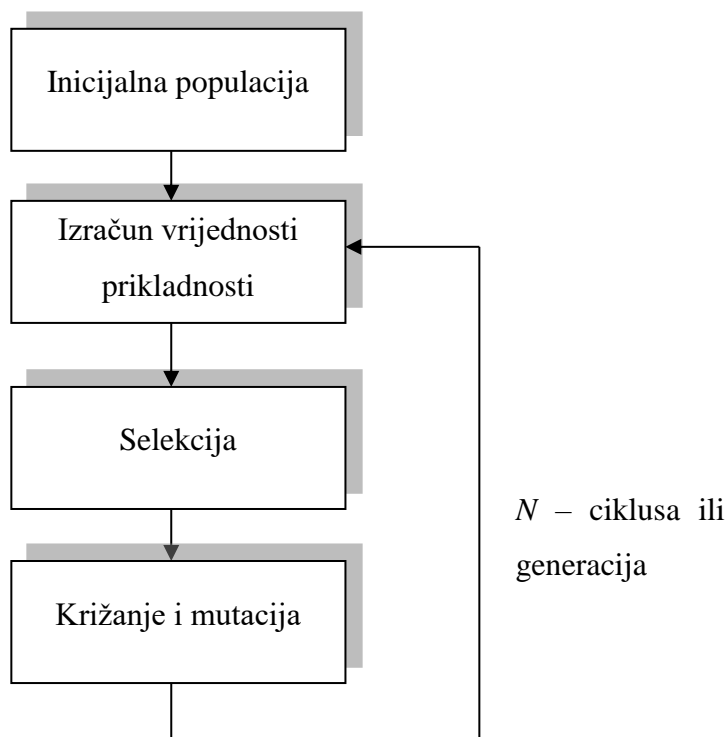 Inicijalna populacija
Izračun vrijednosti
prikladnosti
Selekcija
N – ciklusa ili
generacija
Križanje i mutacija